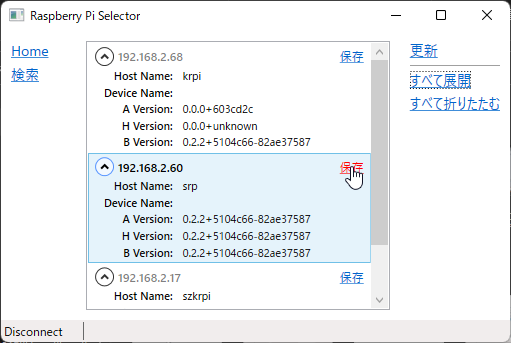 Raspberry Pi Selector
Home
検索
192.168.2.68 保存
Host Name: krpi
Device Name:
A Version: 0.0.0+603cd2c
H Version: 0.0.0+unknown
B Version: 0.2.2+5104c66-82ae37587
192.168.2.60 保存
Host Name: srp
Device Name:
A Version: 0.2.2+5104c66-82ae37587
H Version: 0.2.2+5104c66-82ae37587
B Version: 0.2.2+5104c66-82ae37587
192.168.2.17 保存
Host Name: szkrpi
更新
すべて展開
すべて折りたたむ
Disconnect